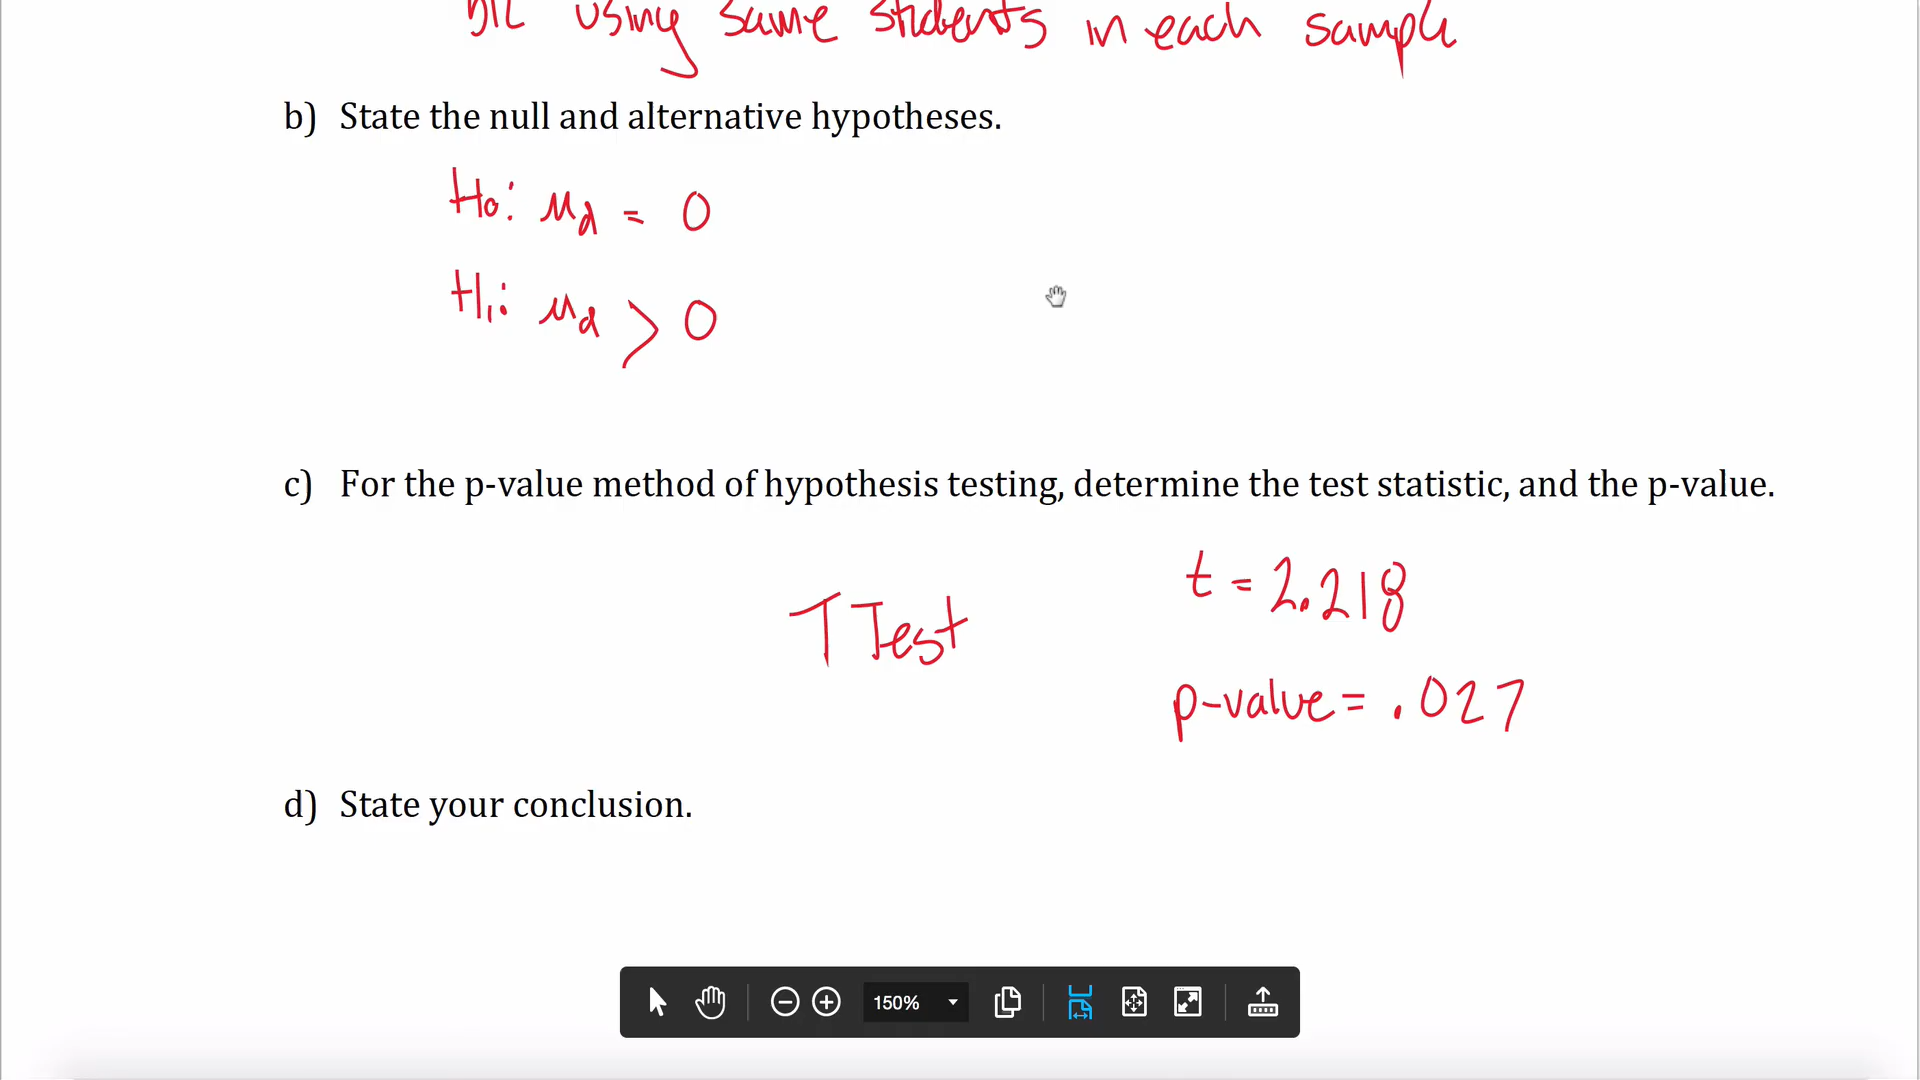 using same students in each sample
b) State the null and alternative hypotheses.
H₀: μd = 0
H₁: μd > 0
c) For the p-value method of hypothesis testing, determine the test statistic, and the p-value.
t = 2.218
T Test
p-value = .027
d) State your conclusion.
150%